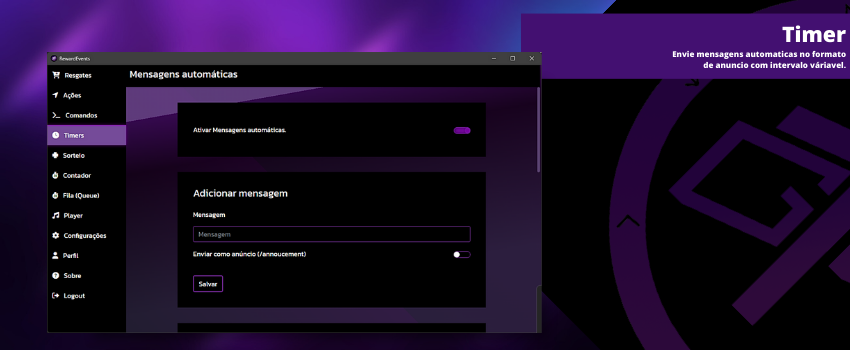 Timer
Envie mensagens automaticas no formato
de anuncio com intervalo váriavel.
RewardEvents
Resgates
Ações
Comandos
Timers
Sorteio
Contador
Fila (Queue)
Player
Configurações
Perfil
Sobre
Logout
Mensagens automáticas
Ativar Mensagens automáticas.
Adicionar mensagem
Mensagem
Mensagem
Enviar como anúncio (/annoucement)
Salvar